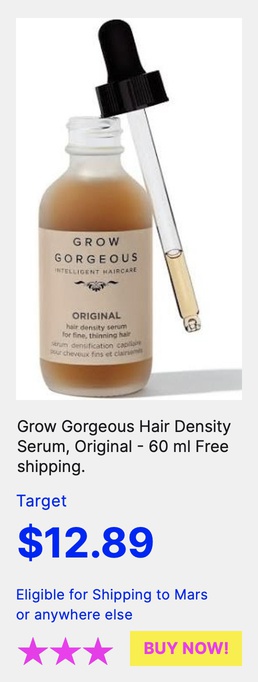 GROW
GORGEOUS
INTELLIGENT HAIRCARE
ORIGINAL
hair density serum
for fine, thinning hair
sérum densification capillaire
pour cheveux fins et clairsemés
Grow Gorgeous Hair Density
Serum, Original - 60 ml Free
shipping.
Target
$12.89
Eligible for Shipping to Mars
or anywhere else
BUY NOW!